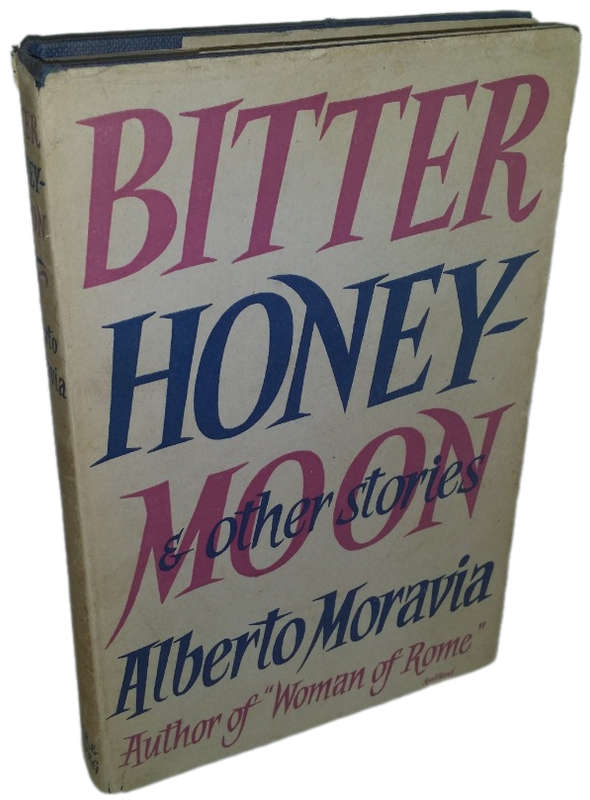 BITTER
HONEY-
MOON
& other stories
Alberto Moravia
Author of "Woman of Rome"